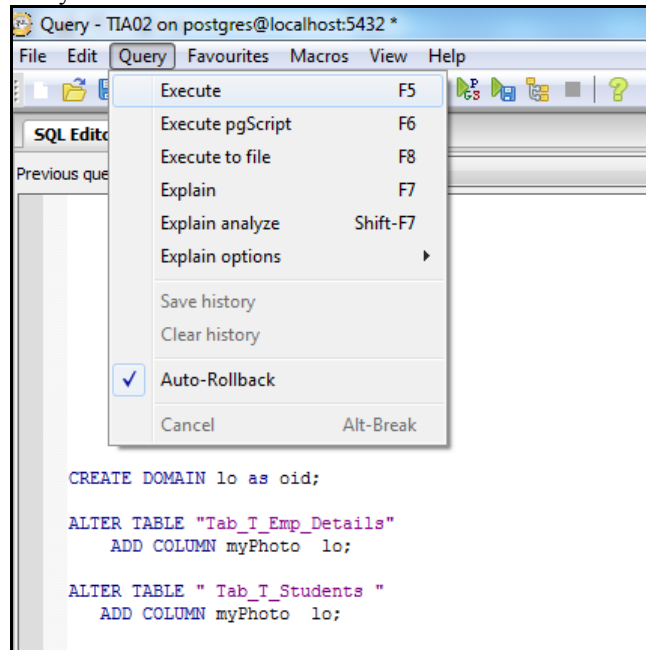 Query - TIA02 on postgres@localhost:5432 *
File Edit Query Favourites Macros View Help
Execute F5
SQL
Execute pgScript F6
Execute to file F8
Previous
Explain F7
Explain analyze Shift-F7
Explain options
Save history
Clear history
Auto-Rollback
Cancel Alt-Break
CREATE DOMAIN lo as oid;
ALTER TABLE "Tab_T_Emp_Details"
ADD COLUMN myPhoto lo;
ALTER TABLE " Tab_T_Students "
ADD COLUMN myPhoto lo;